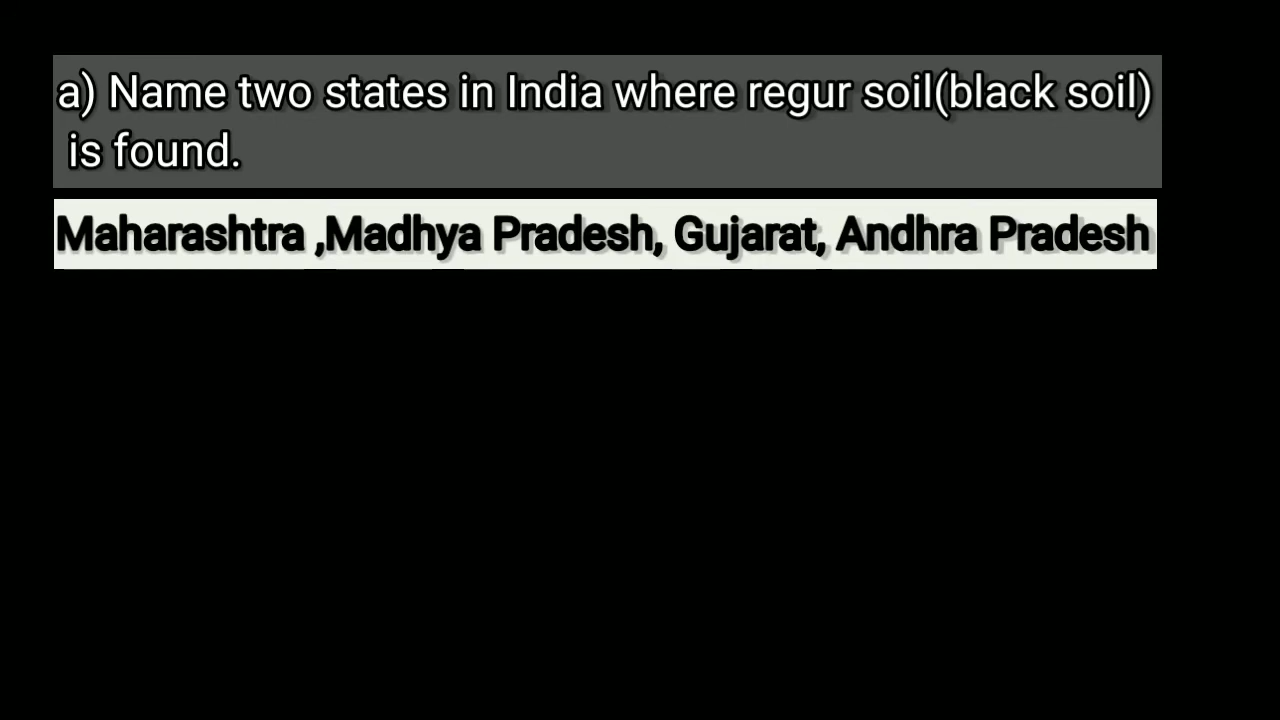 a) Name two states in India where regur soil(black soil)
is found.
Maharashtra ,Madhya Pradesh, Gujarat, Andhra Pradesh